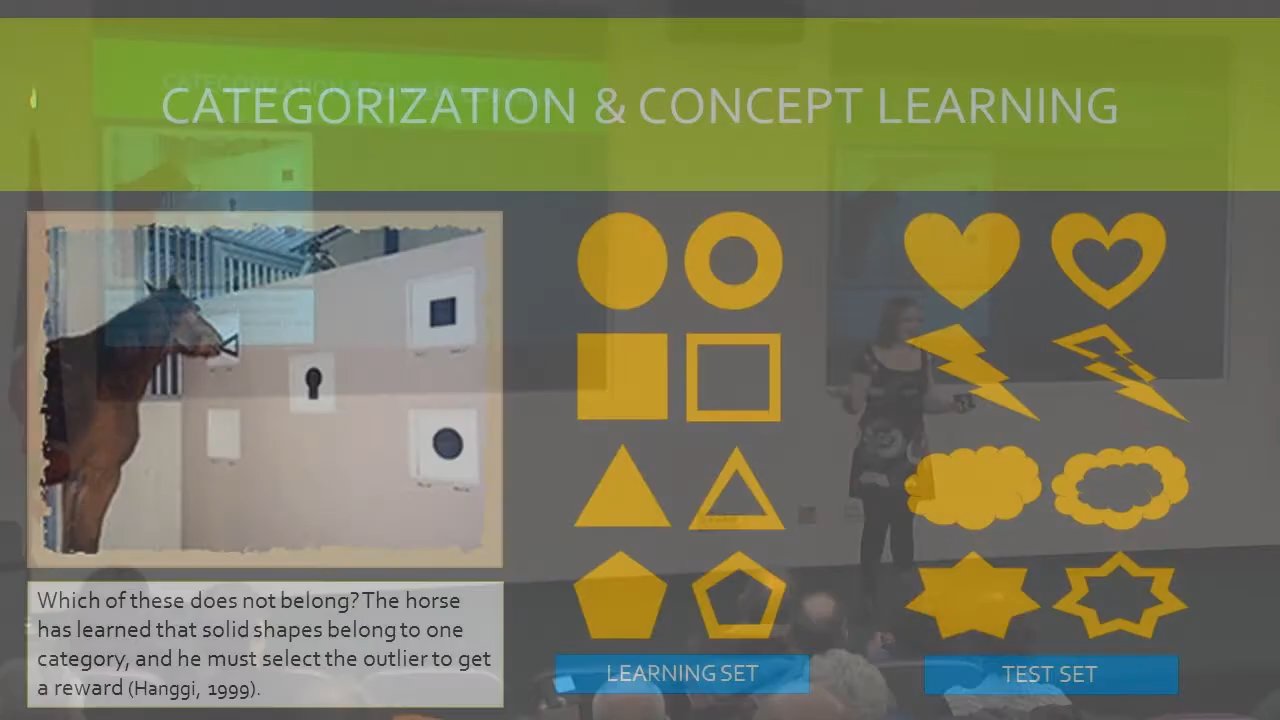 CATEGORIZATION & CONCEPT LEARNING
Which of these does not belong? The horse
has learned that solid shapes belong to one
category, and he must select the outlier to get
a reward (Hanggi, 1999).
LEARNING SET
TEST SET